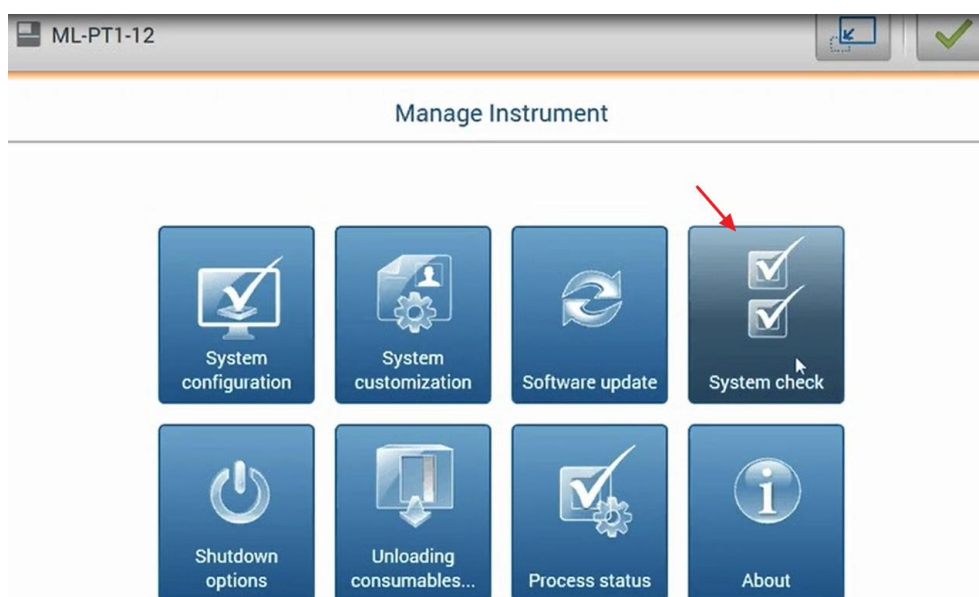 ML-PT1-12
Manage Instrument
System
configuration
System
customization
Software update
System check
Shutdown
options
Unloading
consumables...
Process status
About